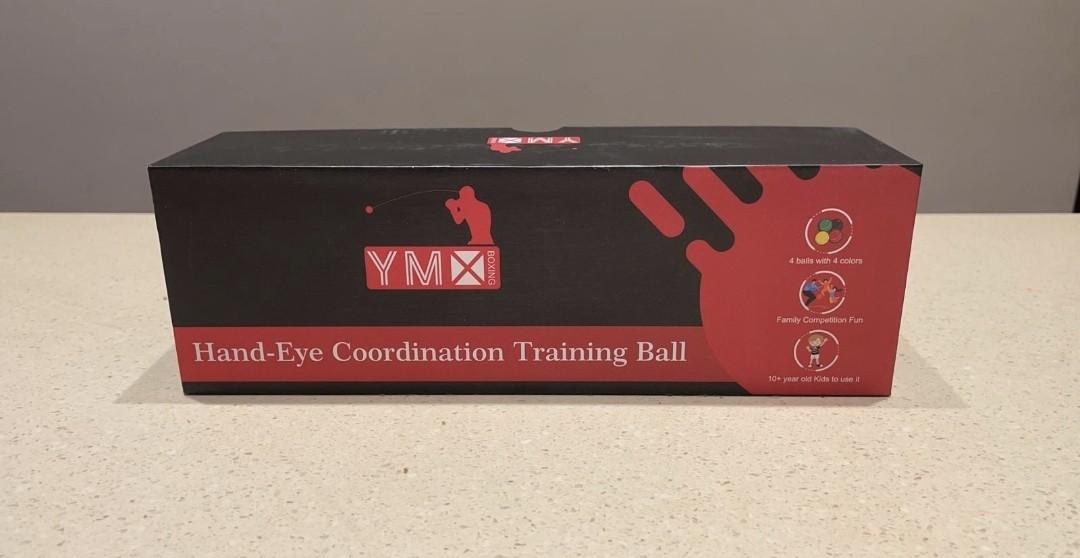 YMX
YMX
BOXING
Hand-Eye Coordination Training Ball
4 balls with 4 colors
Family Competition Fun
10+ year old Kids to use it